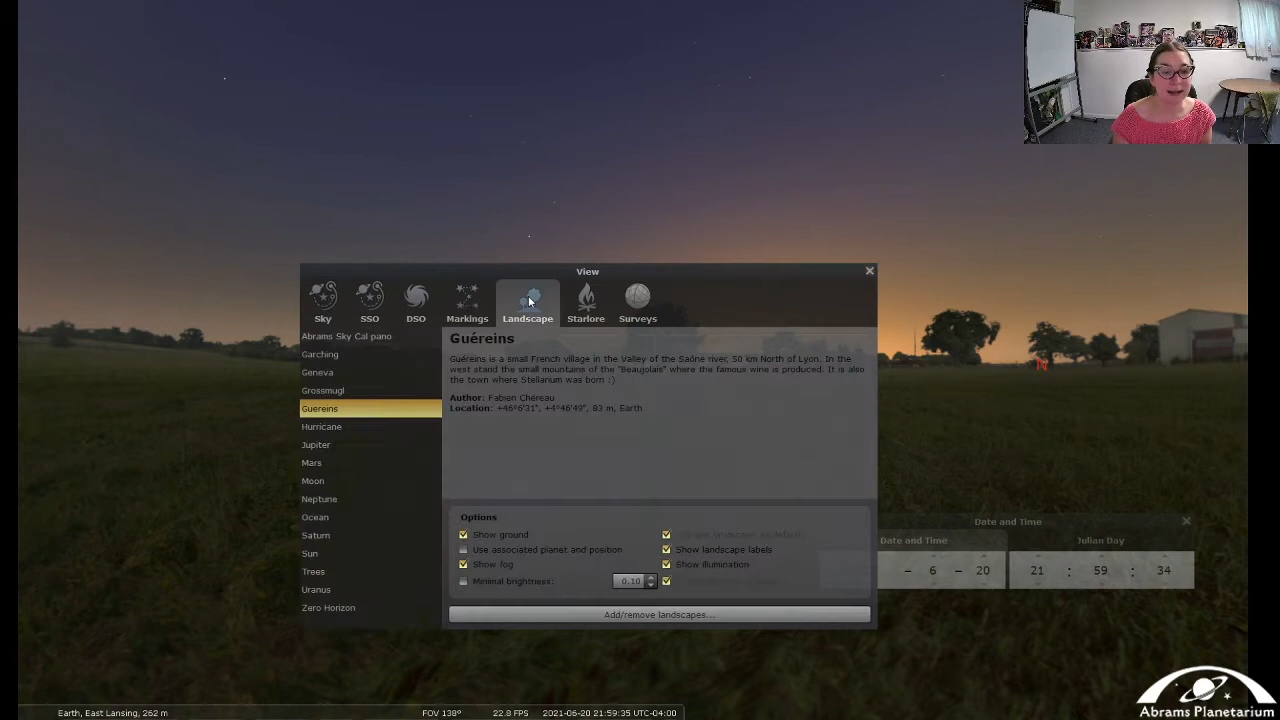 View
Sky SSO DSO Markings Landscape Starlore Surveys
Abrams Sky Cal pano
Garching
Geneva
Grossmugl
Guereins
Hurricane
Jupiter
Mars
Moon
Neptune
Ocean
Saturn
Sun
Trees
Uranus
Zero Horizon
Guéreins
Guéreins is a small French village in the Valley of the Saône river, 50 km North of Lyon. In the
west stand the small mountains of the "Beaujolais" where the famous wine is produced. It is also
the town where Stellarium was born :)
Author: Fabien Chéreau
Location: +46°6'31", +4°46'49", 83 m, Earth
Options
Show ground
Use associated planet and position
Show landscape labels
Show fog
Show illumination
Minimal brightness: 0.10
Add/remove landscapes...
Date and Time
Date and Time Julian Day
- 6 - 20 21 : 59 : 34
Earth, East Lansing, 262 m FOV 138° 22.8 FPS 2021-06-20 21:59:35 UTC-04:00
Abrams Planetarium